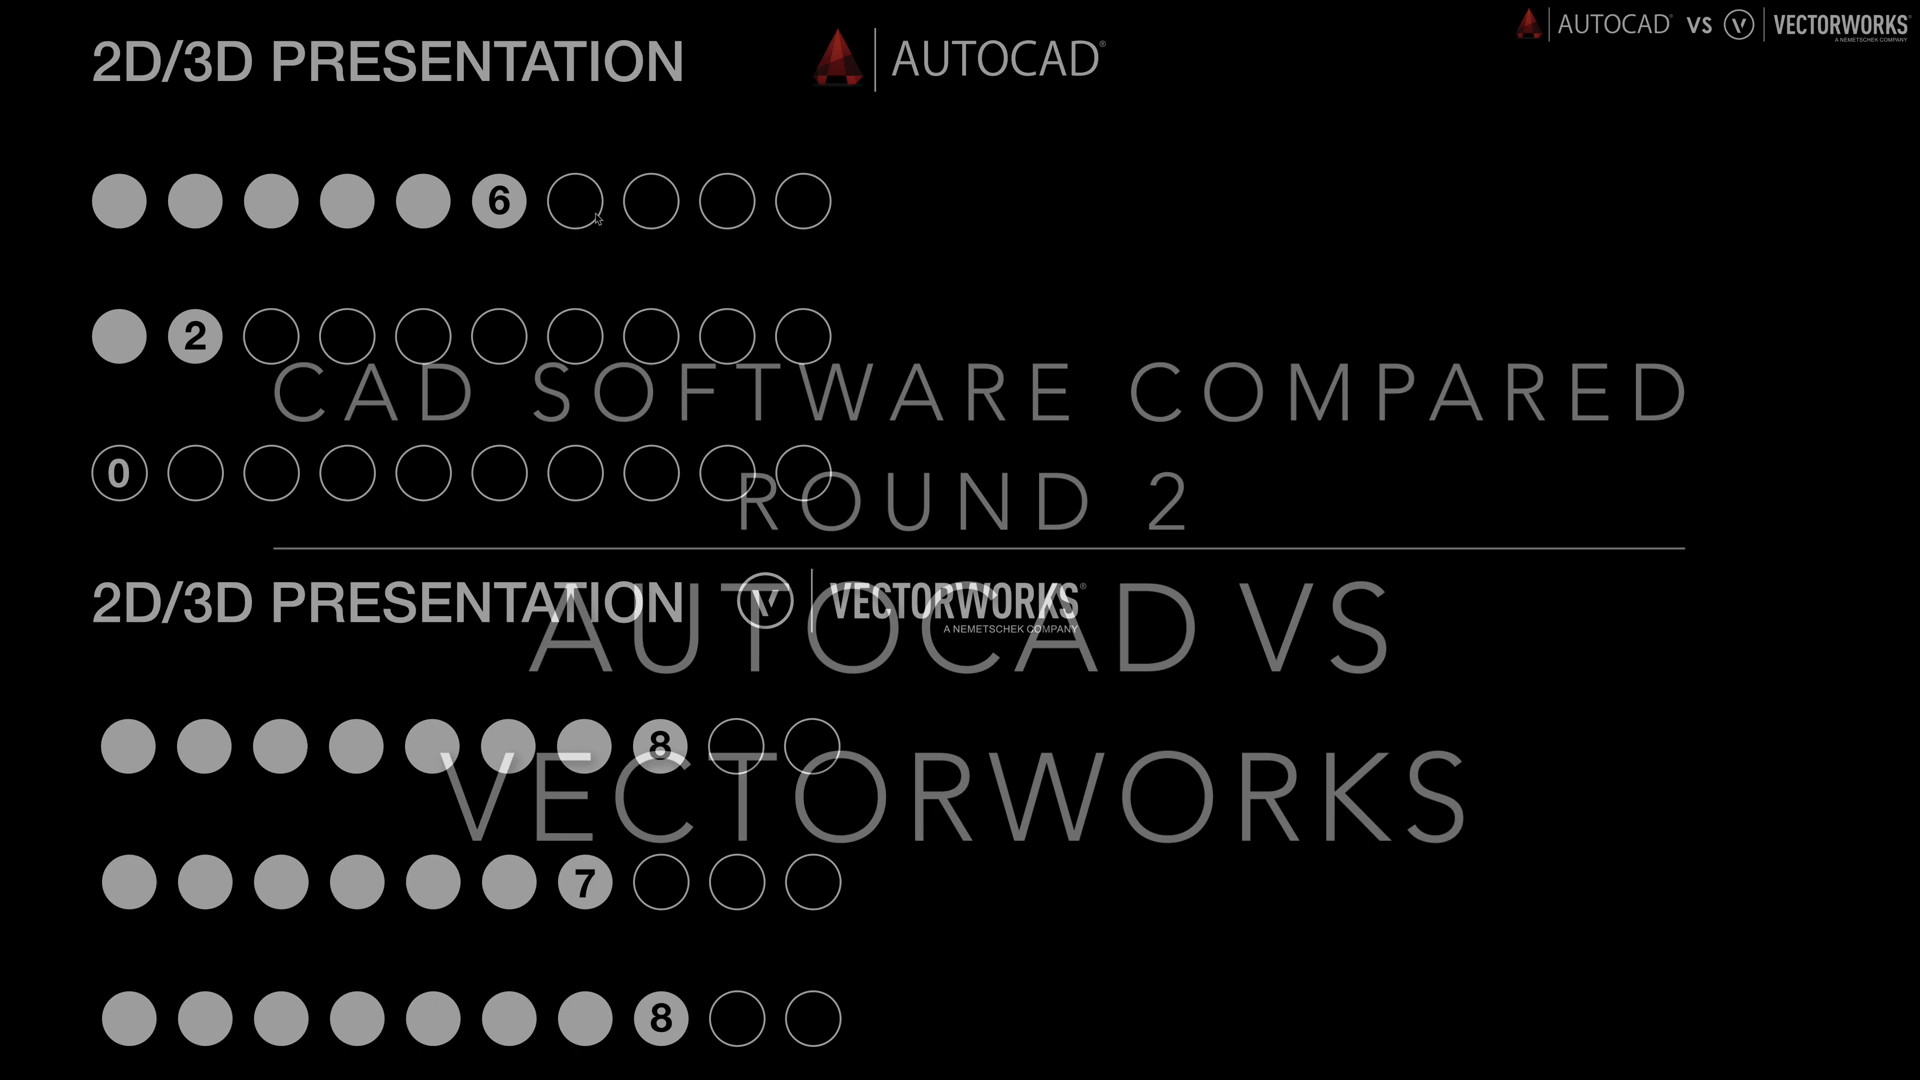 2D/3D PRESENTATION AUTOCAD®
AUTOCAD® VS V VECTORWORKS®
A NEMETSCHEK COMPANY
6
2
CAD SOFTWARE COMPARED
0
ROUND 2
2D/3D PRESENTATION V VECTORWORKS®
A NEMETSCHEK COMPANY
AUTOCAD VS
8
VECTORWORKS
7
8